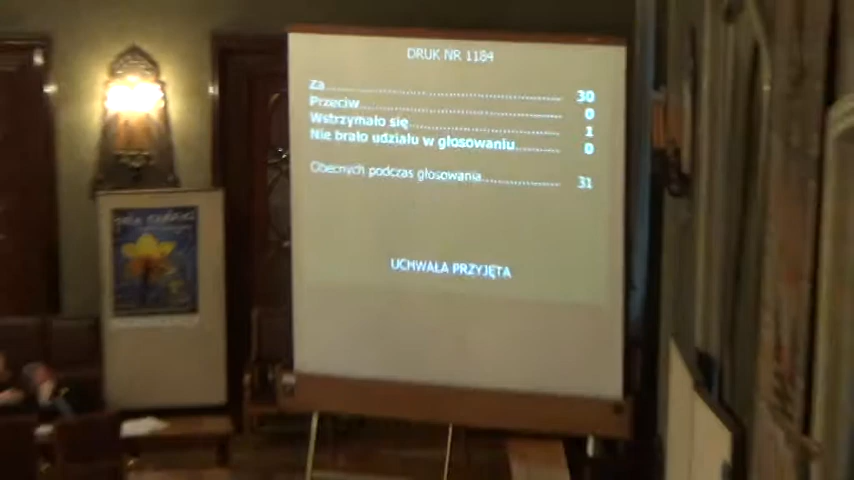 DRUK NR 1184
Za 30
Przeciw 0
Wstrzymało się 1
Nie brało udziału w głosowaniu 0
Obecnych podczas głosowania 31
UCHWAŁA PRZYJĘTA